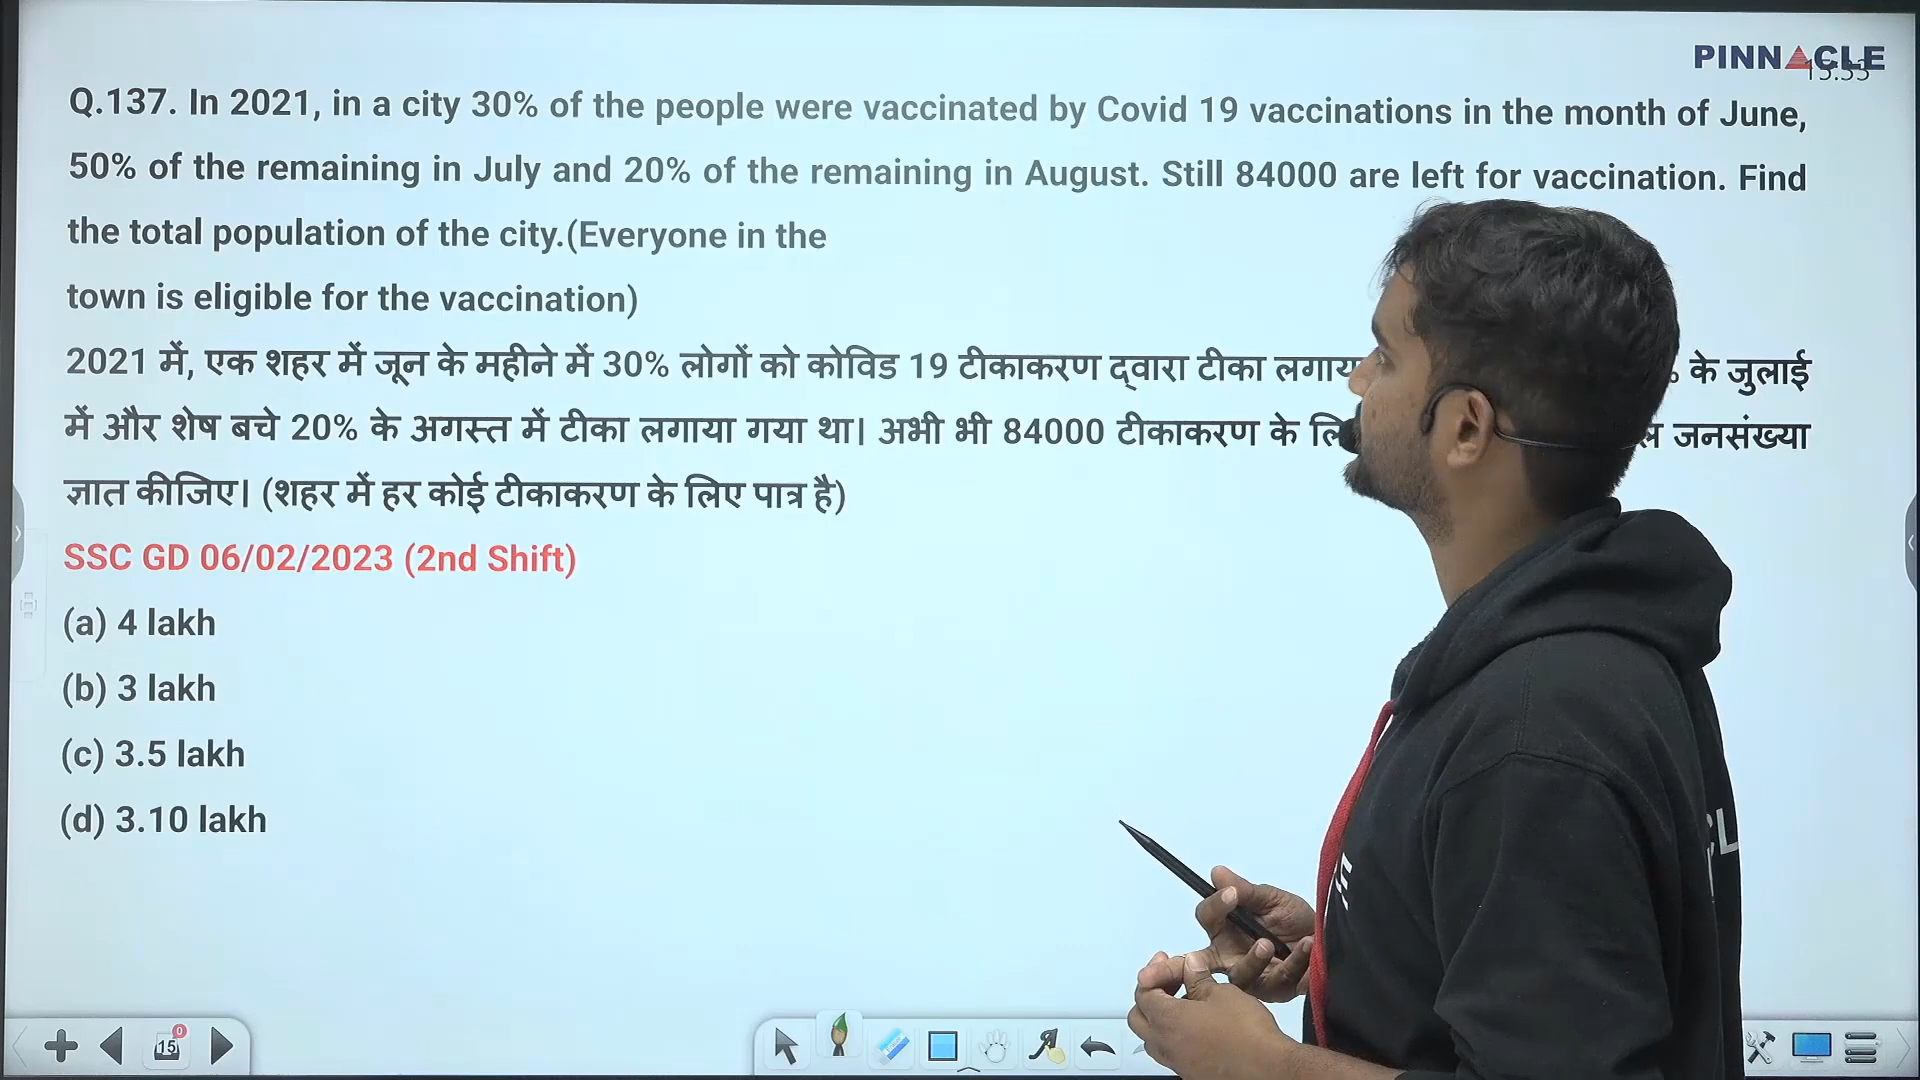 PINNACLE
15:33
Q.137. In 2021, in a city 30% of the people were vaccinated by Covid 19 vaccinations in the month of June,
50% of the remaining in July and 20% of the remaining in August. Still 84000 are left for vaccination. Find
the total population of the city.(Everyone in the
town is eligible for the vaccination)
2021 में, एक शहर में जून के महीने में 30% लोगों को कोविड 19 टीकाकरण द्वारा टीका के जुलाई
में और शेष बचे 20% के अगस्त में टीका लगाया गया था। अभी भी 84000 टीकाकरण के जनसंख्या
ज्ञात कीजिए। (शहर में हर कोई टीकाकरण के लिए पात्र है)
SSC GD 06/02/2023 (2nd Shift)
(a) 4 lakh
(b) 3 lakh
(c) 3.5 lakh
(d) 3.10 lakh
15
0